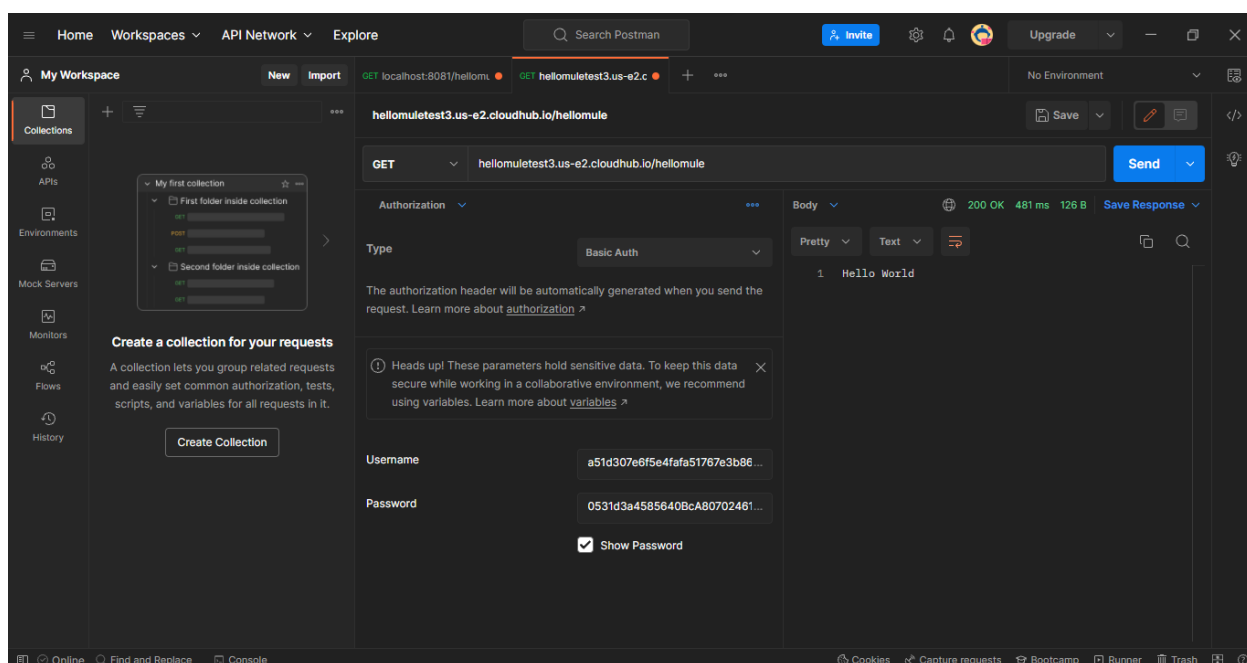 Home Workspaces API Network Explore Search Postman Invite Upgrade
My Workspace New Import GET localhost:8081/hellomu GET hellomuletest3.us-e2.c No Environment
Collections
APIs
Environments
Mock Servers
Monitors
Flows
History
My first collection
First folder inside collection
GET
POST
GET
Second folder inside collection
GET
GET
Create a collection for your requests
A collection lets you group related requests
and easily set common authorization, tests,
scripts, and variables for all requests in it.
Create Collection
hellomuletest3.us-e2.cloudhub.io/hellomule Save
GET hellomuletest3.us-e2.cloudhub.io/hellomule Send
Authorization
Type Basic Auth
The authorization header will be automatically generated when you send the
request. Learn more about authorization
Heads up! These parameters hold sensitive data. To keep this data
secure while working in a collaborative environment, we recommend
using variables. Learn more about variables
Username a51d307e6f5e4fafa51767e3b86...
Password 0531d3a4585640BcA80702461...
Show Password
Body 200 OK 481 ms 126 B Save Response
Pretty Text
1 Hello World
Online Find and Replace Console Cookies Capture requests Bootcamp Runner Trash